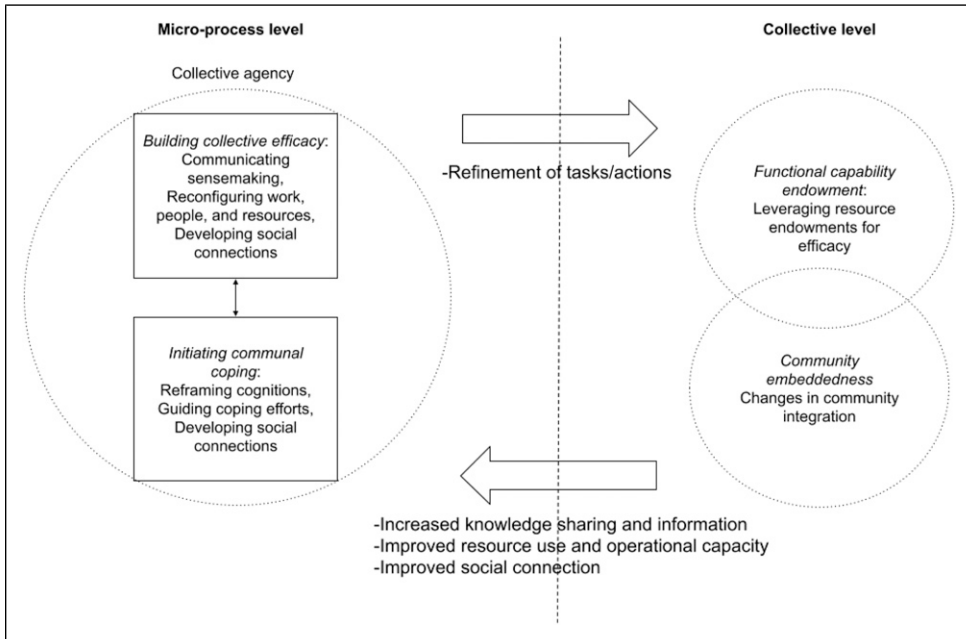 Micro-process level
Collective agency
Building collective efficacy:
Communicating
sensemaking,
Reconfiguring work,
people, and resources,
Developing social
connections
Initiating communal
coping:
Reframing cognitions,
Guiding coping efforts,
Developing social
connections
-Refinement of tasks/actions
-Increased knowledge sharing and information
-Improved resource use and operational capacity
-Improved social connection
Collective level
Functional capability
endowment:
Leveraging resource
endowments for
efficacy
Community
embeddedness
Changes in community
integration